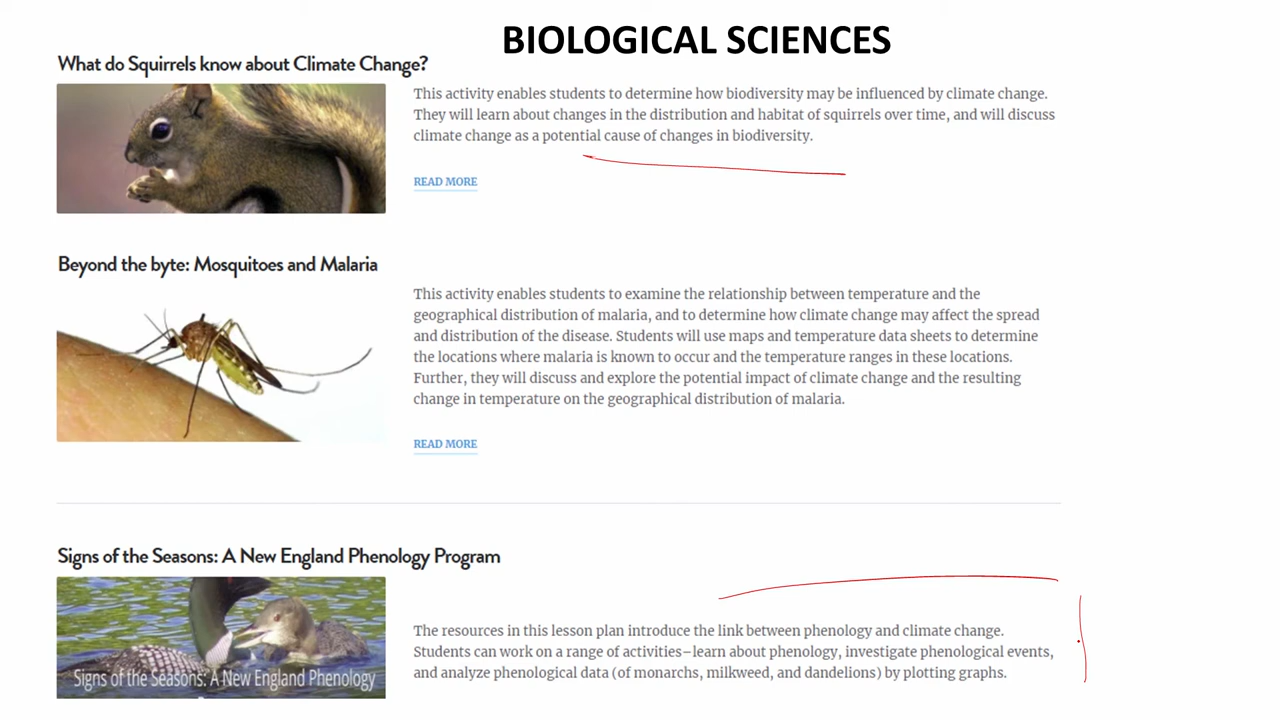 BIOLOGICAL SCIENCES
What do Squirrels know about Climate Change?
This activity enables students to determine how biodiversity may be influenced by climate change.
They will learn about changes in the distribution and habitat of squirrels over time, and will discuss
climate change as a potential cause of changes in biodiversity.
READ MORE
Beyond the byte: Mosquitoes and Malaria
This activity enables students to examine the relationship between temperature and the
geographical distribution of malaria, and to determine how climate change may affect the spread
and distribution of the disease. Students will use maps and temperature data sheets to determine
the locations where malaria is known to occur and the temperature ranges in these locations.
Further, they will discuss and explore the potential impact of climate change and the resulting
change in temperature on the geographical distribution of malaria.
READ MORE
Signs of the Seasons: A New England Phenology Program
The resources in this lesson plan introduce the link between phenology and climate change.
Students can work on a range of activities–learn about phenology, investigate phenological events,
and analyze phenological data (of monarchs, milkweed, and dandelions) by plotting graphs.
Signs of the Seasons: A New England Phenology